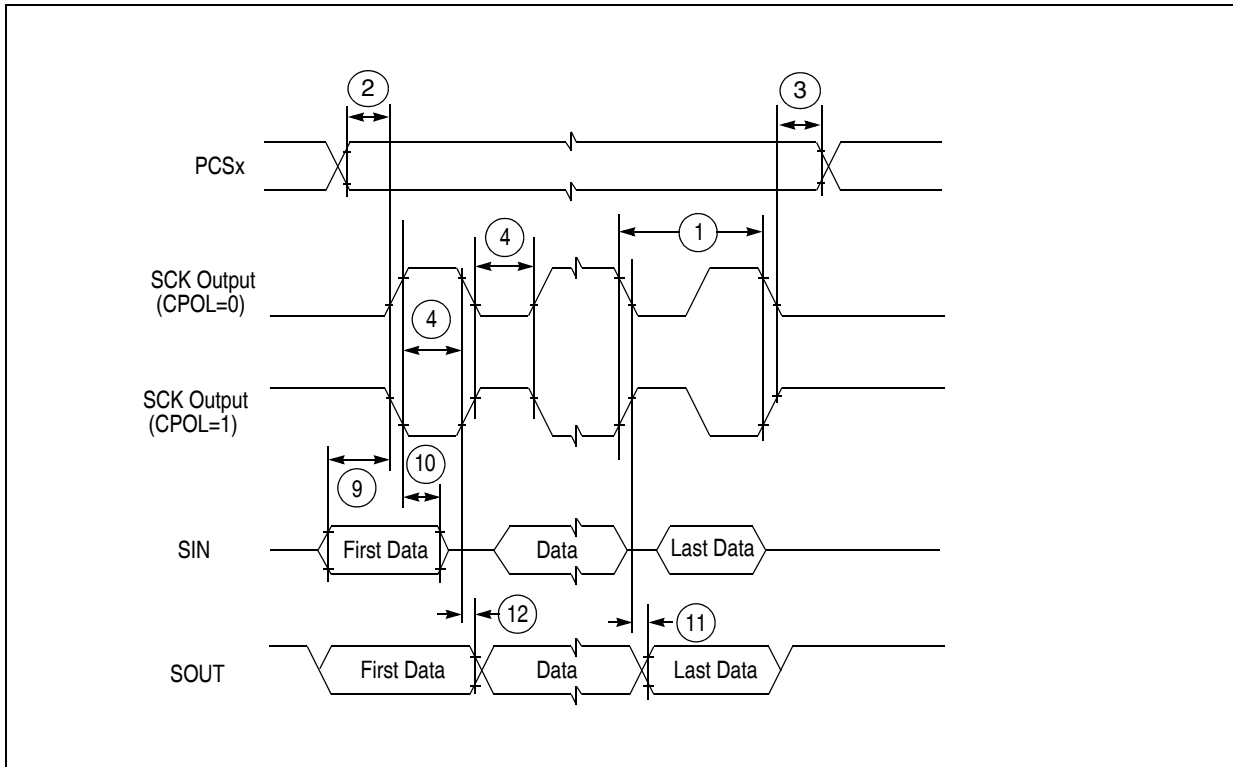 2
3
PCSx
4
1
SCK Output
(CPOL=0)
4
SCK Output
(CPOL=1)
9
10
SIN
First Data
Data
Last Data
12
11
SOUT
First Data
Data
Last Data